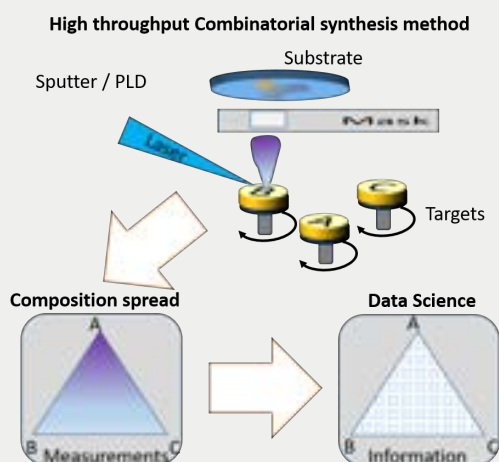 High throughput Combinatorial synthesis method
Substrate
Sputter / PLD
Mask
Laser
B
C
A
Targets
Composition spread
Data Science
A
A
B
C
B
C
Measurements
Information